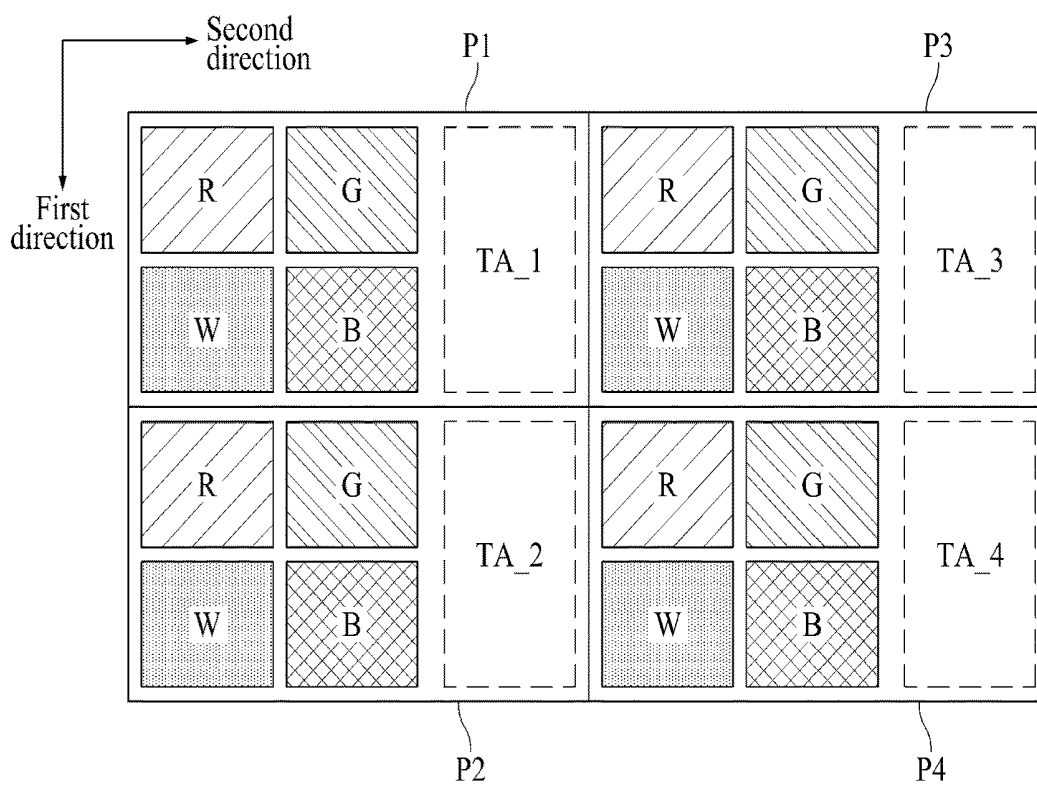 Second
direction
P1
P3
First
direction
R
G
TA_1
R
G
TA_3
W
B
W
B
R
G
TA_2
R
G
TA_4
W
B
W
B
P2
P4